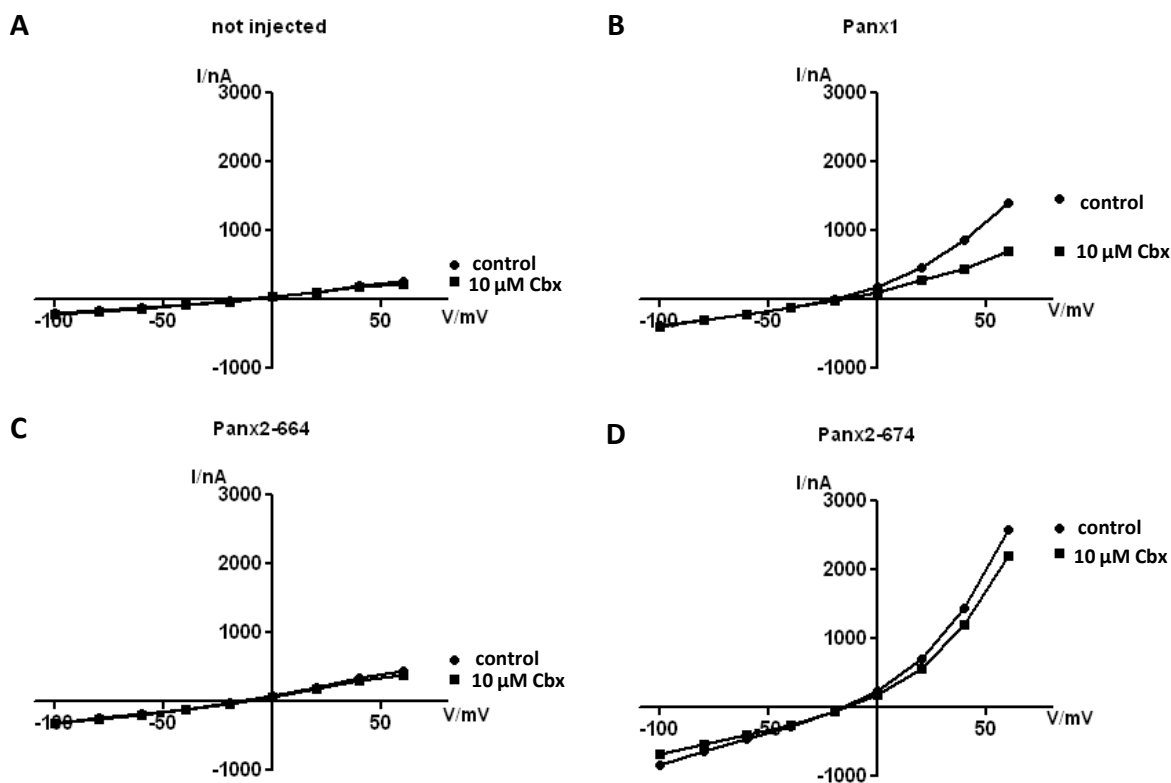 A
not injected
I/nA
3000
2000
1000
control
10 µM Cbx
-100
-50
50
V/mV
-1000
B
Panx1
I/nA
3000
2000
1000
control
10 µM Cbx
-100
-50
50
V/mV
-1000
C
Panx2-664
I/nA
3000
2000
1000
control
10 µM Cbx
-100
-50
50
V/mV
-1000
D
Panx2-674
I/nA
3000
control
10 µM Cbx
2000
1000
V/mV
-100
-50
50
-1000